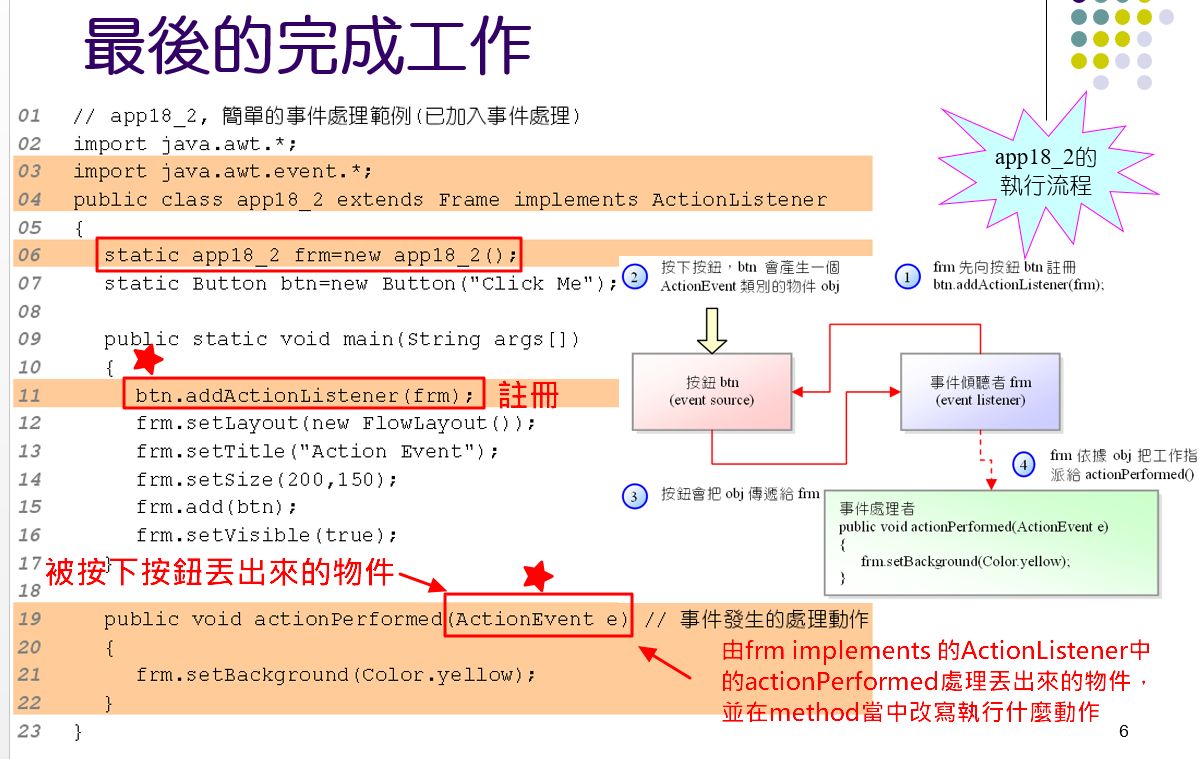 最後的完成工作
app18_2的
執行流程
01 // app18_2, 簡單的事件處理範例(已加入事件處理)
02 import java.awt.*;
03 import java.awt.event.*;
04 public class app18_2 extends Frame implements ActionListener
05 {
06 static app18_2 frm=new app18_2();
07 static Button btn=new Button("Click Me");
08
09 public static void main(String args[])
10 {
11 btn.addActionListener(frm); 註冊
12 frm.setLayout(new FlowLayout());
13 frm.setTitle("Action Event");
14 frm.setSize(200,150);
15 frm.add(btn);
16 frm.setVisible(true);
17 }
被按下按鈕丟出來的物件
18
19 public void actionPerformed(ActionEvent e) // 事件發生的處理動作
20 {
21 frm.setBackground(Color.yellow);
22 }
23 }
1 frm 先向按鈕 btn 註冊
btn.addActionListener(frm);
2 按下按鈕，btn 會產生一個
ActionEvent 類別的物件 obj
按鈕 btn
(event source)
事件傾聽者 frm
(event listener)
3 按鈕會把 obj 傳遞給 frm
4 frm 依據 obj 把工作指
派給 actionPerformed()
事件處理者
public void actionPerformed(ActionEvent e)
{
frm.setBackground(Color.yellow);
}
由frm implements 的ActionListener中
的actionPerformed處理丟出來的物件，
並在method當中改寫執行什麼動作
6